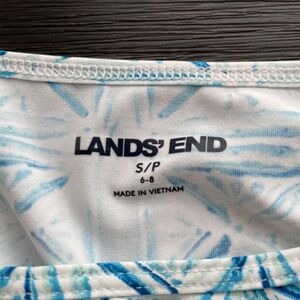 LANDS' END
S/P
6-8
MADE IN VIETNAM